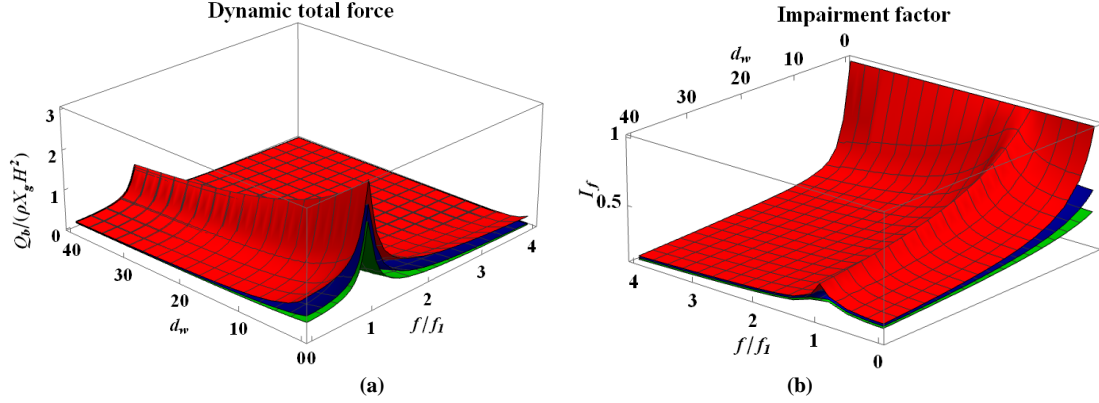 Dynamic total force
3
2
1
0
Q_b/(ρX_g H^2)
40
30
20
10
0
d_w
0
1
2
3
4
f/f_1
(a)
Impairment factor
0
10
20
30
40
d_w
1
0.5
I_f
4
3
2
1
0
f/f_1
(b)